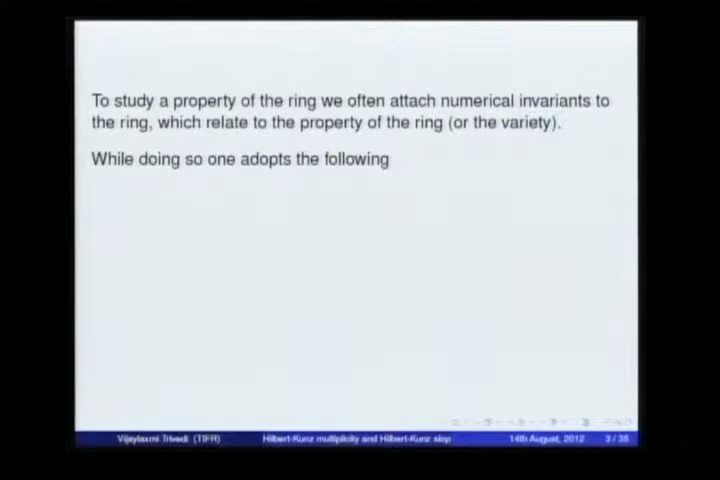 To study a property of the ring we often attach numerical invariants to
the ring, which relate to the property of the ring (or the variety).
While doing so one adopts the following
Vijaylaxmi Trivedi (TIFR) Hilbert-Kunz multiplicity and Hilbert-Kunz slop 14th August, 2012 3 / 35